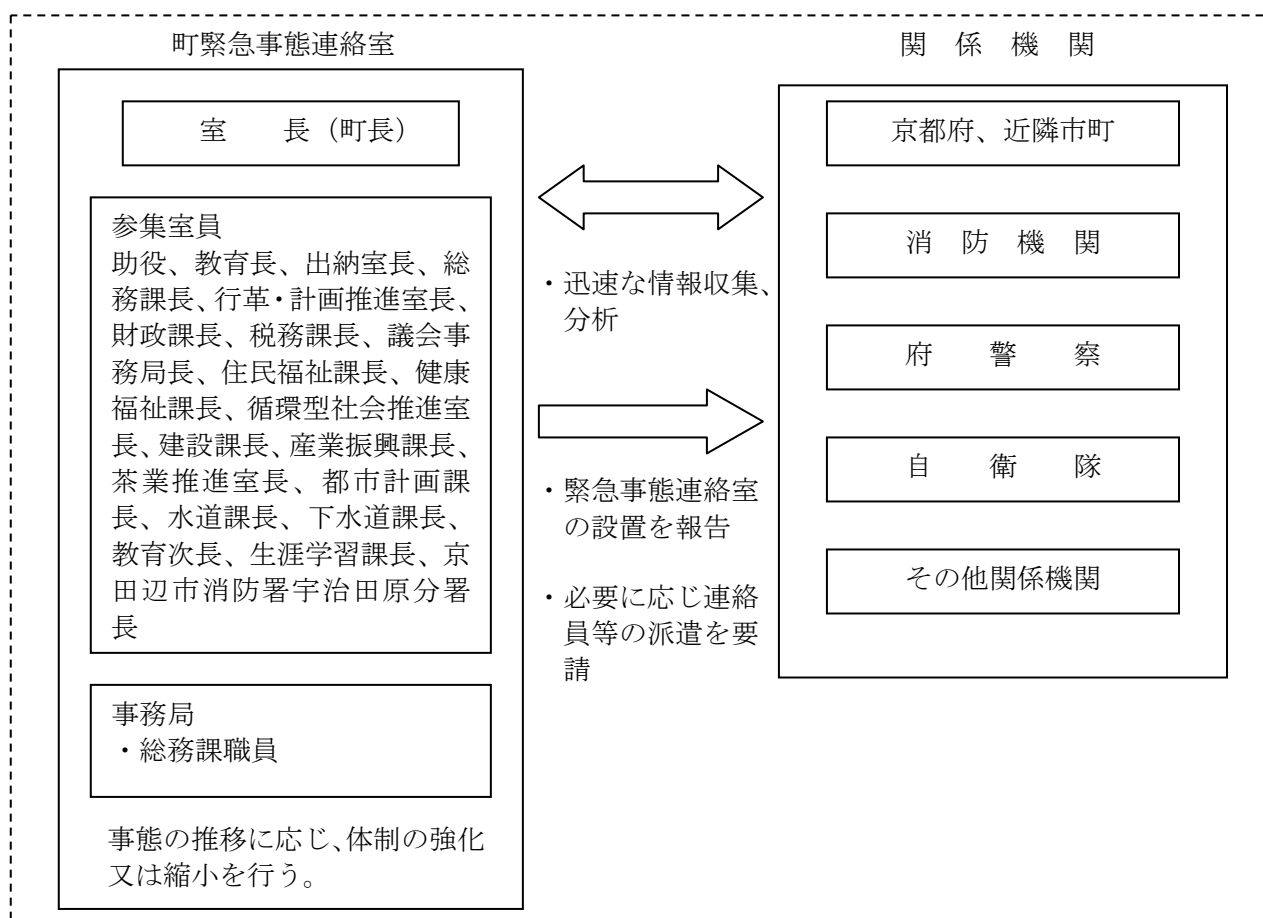 町緊急事態連絡室
室　　長（町長）
参集室員
助役、教育長、出納室長、総
務課長、行革・計画推進室長、
財政課長、税務課長、議会事
務局長、住民福祉課長、健康
福祉課長、循環型社会推進室
長、建設課長、産業振興課長、
茶業推進室長、都市計画課
長、水道課長、下水道課長、
教育次長、生涯学習課長、京
田辺市消防署宇治田原分署
長
事務局
・総務課職員
事態の推移に応じ、体制の強化
又は縮小を行う。
・迅速な情報収集、
分析
・緊急事態連絡室
の設置を報告
・必要に応じ連絡
員等の派遣を要
請
関　係　機　関
京都府、近隣市町
消　防　機　関
府　　警　　察
自　　衛　　隊
その他関係機関